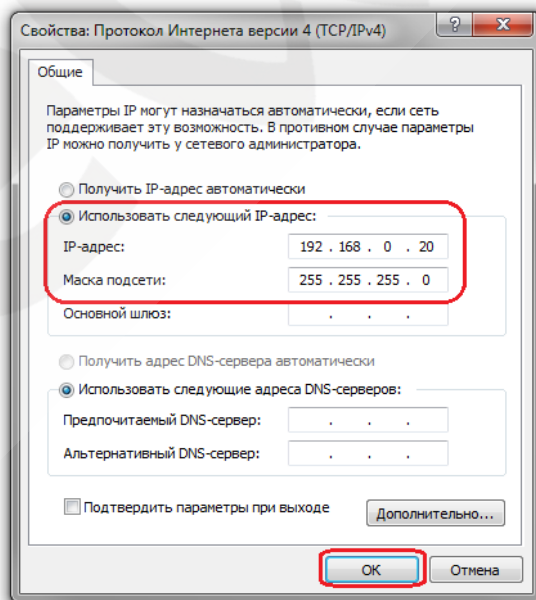 Свойства: Протокол Интернета версии 4 (TCP/IPv4)
Общие
Параметры IP могут назначаться автоматически, если сеть
поддерживает эту возможность. В противном случае параметры
IP можно получить у сетевого администратора.
Получить IP-адрес автоматически
Использовать следующий IP-адрес:
IP-адрес: 192 . 168 . 0 . 20
Маска подсети: 255 . 255 . 255 . 0
Основной шлюз: . . .
Получить адрес DNS-сервера автоматически
Использовать следующие адреса DNS-серверов:
Предпочитаемый DNS-сервер: . . .
Альтернативный DNS-сервер: . . .
Подтвердить параметры при выходе
Дополнительно...
OK Отмена